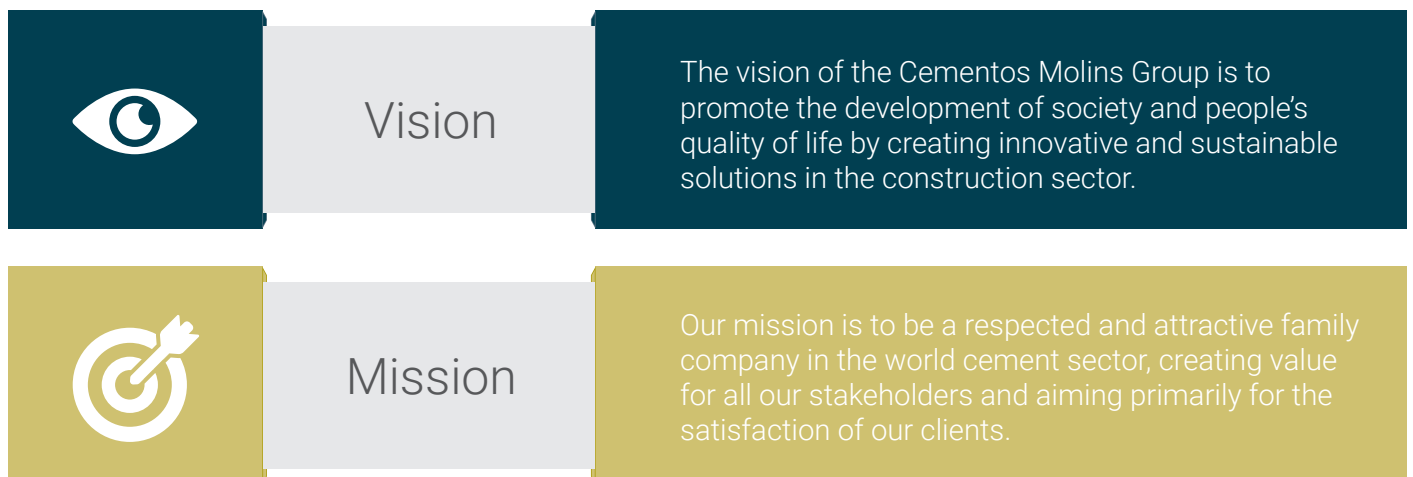 Vision
The vision of the Cementos Molins Group is to
promote the development of society and people’s
quality of life by creating innovative and sustainable
solutions in the construction sector.
Mission
Our mission is to be a respected and attractive family
company in the world cement sector, creating value
for all our stakeholders and aiming primarily for the
satisfaction of our clients.